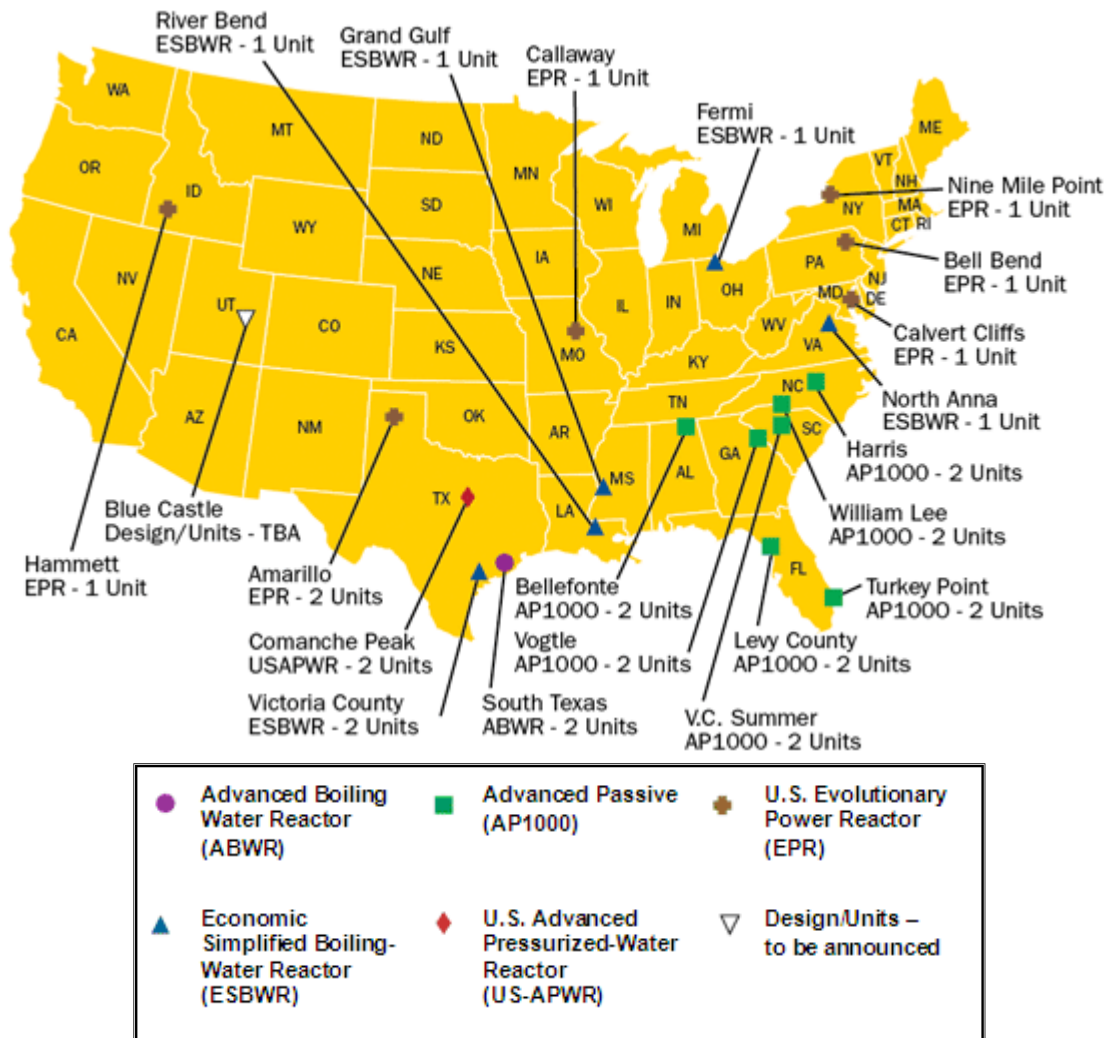 River Bend
ESBWR - 1 Unit
Grand Gulf
ESBWR - 1 Unit
Callaway
EPR - 1 Unit
Fermi
ESBWR - 1 Unit
WA
MT
ND
MN
ME
OR
ID
SD
WI
MI
VT
NH
NY
MA
CT
RI
WY
IA
NE
PA
NJ
NV
UT
CO
IL
IN
OH
MD
DE
CA
KS
MO
WV
VA
KY
AZ
NM
OK
TN
NC
AR
SC
TX
LA
MS
AL
GA
FL
Nine Mile Point
EPR - 1 Unit
Bell Bend
EPR - 1 Unit
Calvert Cliffs
EPR - 1 Unit
North Anna
ESBWR - 1 Unit
Harris
AP1000 - 2 Units
William Lee
AP1000 - 2 Units
Turkey Point
AP1000 - 2 Units
Blue Castle
Design/Units - TBA
Hammett
EPR - 1 Unit
Amarillo
EPR - 2 Units
Comanche Peak
USAPWR - 2 Units
Victoria County
ESBWR - 2 Units
South Texas
ABWR - 2 Units
Bellefonte
AP1000 - 2 Units
Vogtle
AP1000 - 2 Units
Levy County
AP1000 - 2 Units
V.C. Summer
AP1000 - 2 Units
Advanced Boiling
Water Reactor
(ABWR)
Advanced Passive
(AP1000)
U.S. Evolutionary
Power Reactor
(EPR)
Economic
Simplified Boiling-
Water Reactor
(ESBWR)
U.S. Advanced
Pressurized-Water
Reactor
(US-APWR)
Design/Units –
to be announced